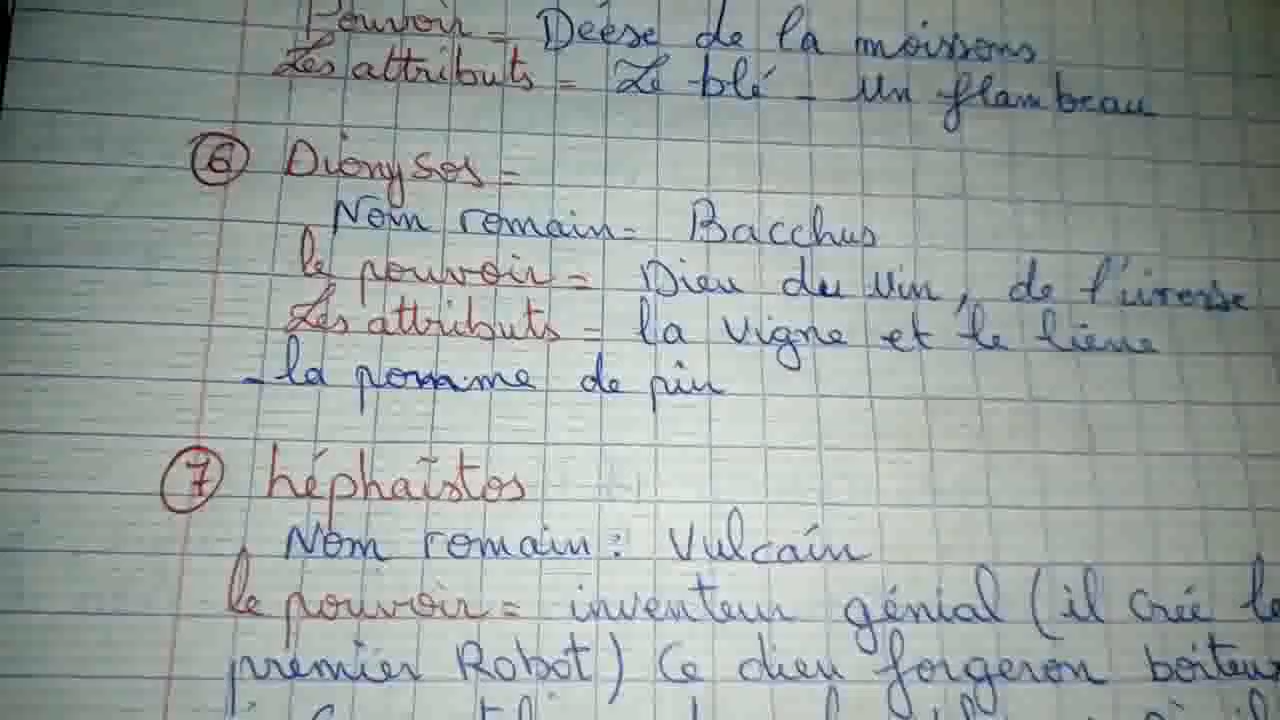 Pouvoir = Deése de la moissons
Les attributs = Le blé - Un flambeau
6 Dionysos =
Nom romain = Bacchus
le pouvoir = Dieu du vin, de l'ivresse
Les attributs = la vigne et le lierre
- la pomme de pin
7 héphaïstos
Nom romain : Vulcain
le pouvoir = inventeur génial (il crée le
premier Robot) Ce dieu forgeron boiteux